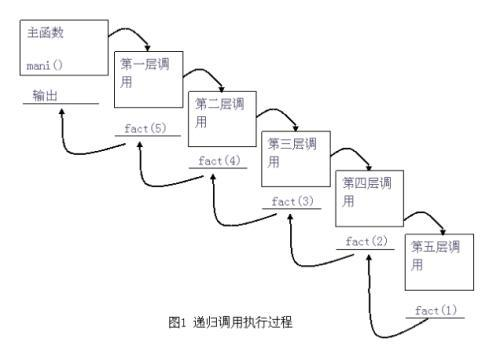 主函数
mani()
输出
第一层调
用
fact(5)
第二层调
用
fact(4)
第三层调
用
fact(3)
第四层调
用
fact(2)
第五层调
用
fact(1)
图1 递归调用执行过程